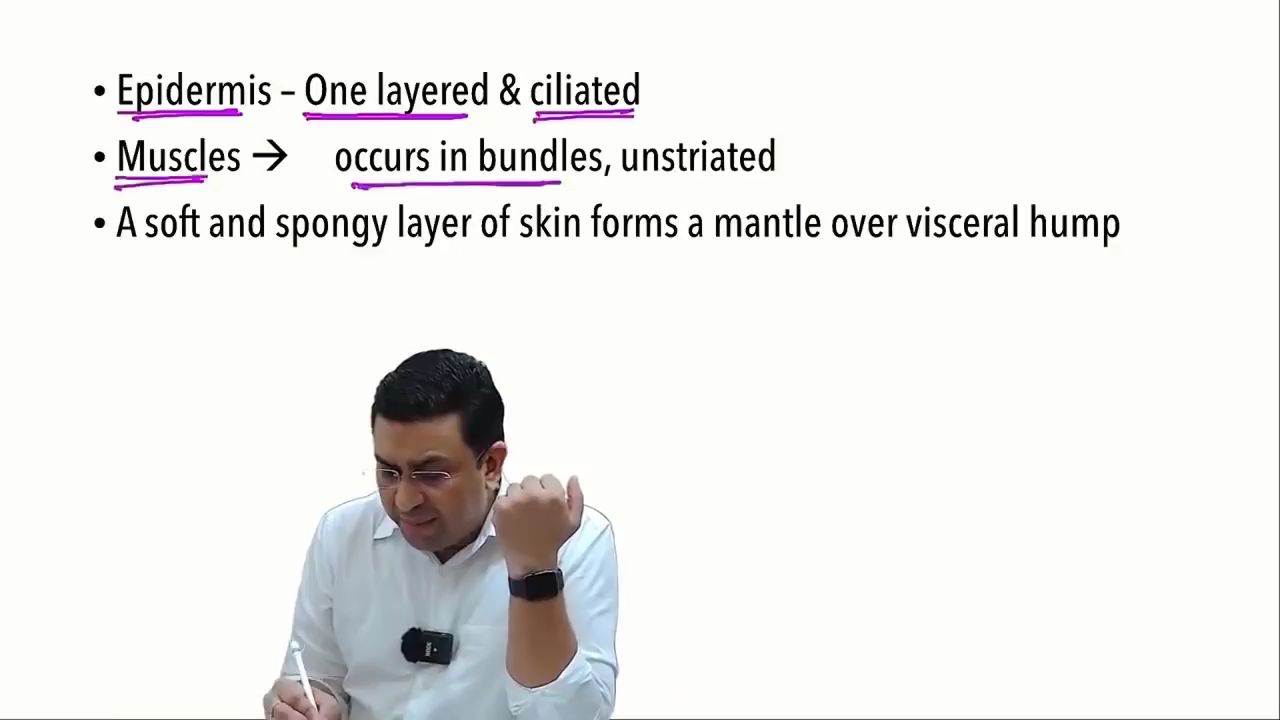 • Epidermis – One layered & ciliated
• Muscles → occurs in bundles, unstriated
• A soft and spongy layer of skin forms a mantle over visceral hump